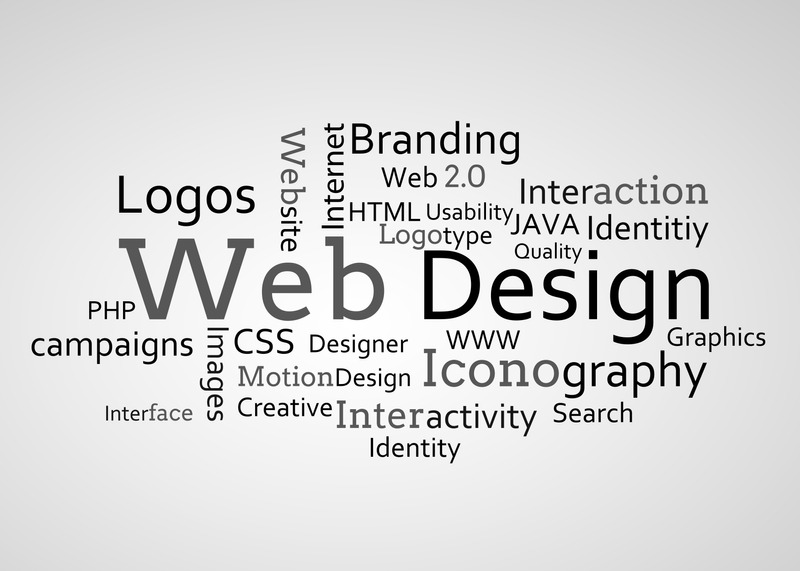 Branding
Website
Internet
Web 2.0
Logos
Interaction
HTML
Usability
JAVA
Identitiy
Logotype
Quality
Web Design
PHP
campaigns
Images
CSS
Designer
WWW
Graphics
MotionDesign
Iconography
Interface
Creative
Interactivity
Search
Identity